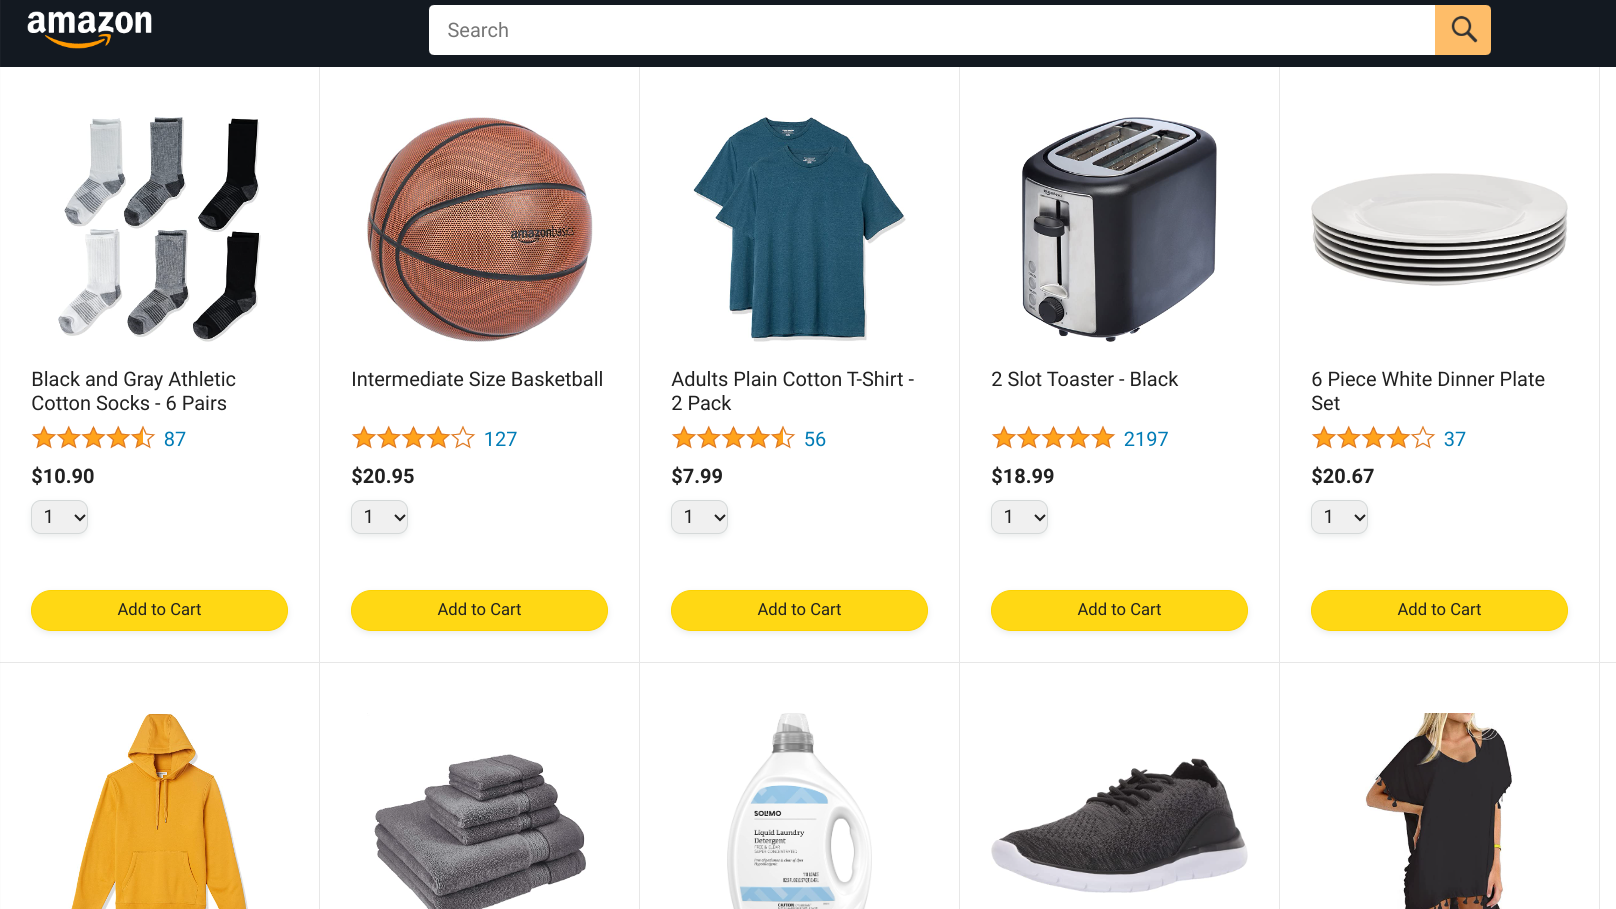 amazon
Search
amazonbasics
Black and Gray Athletic
Cotton Socks - 6 Pairs
87
$10.90
1
Add to Cart
Intermediate Size Basketball
127
$20.95
1
Add to Cart
Adults Plain Cotton T-Shirt -
2 Pack
56
$7.99
1
Add to Cart
2 Slot Toaster - Black
2197
$18.99
1
Add to Cart
6 Piece White Dinner Plate
Set
37
$20.67
1
Add to Cart
SOLIMO
Liquid Laundry
Detergent
FREE & CLEAR